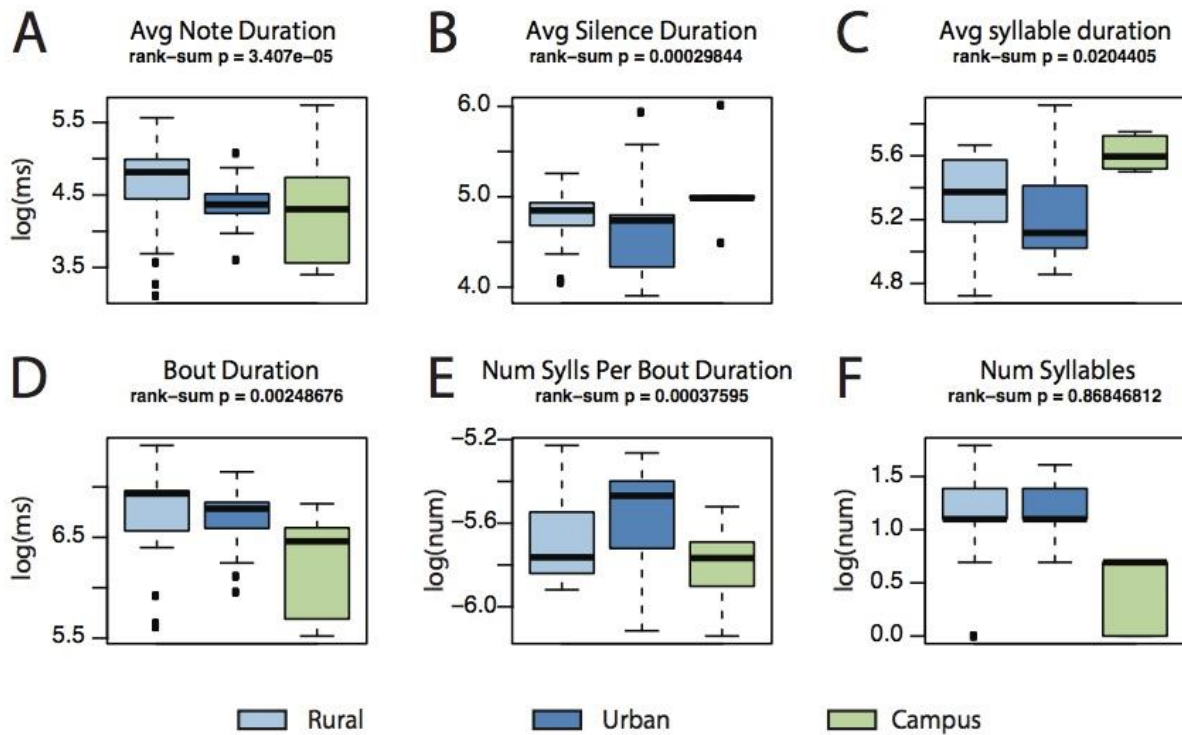 A
Avg Note Duration
rank-sum p = 3.407e-05
log(ms)
5.5
4.5
3.5
B
Avg Silence Duration
rank-sum p = 0.00029844
6.0
5.0
4.0
C
Avg syllable duration
rank-sum p = 0.0204405
5.6
5.2
4.8
D
Bout Duration
rank-sum p = 0.00248676
log(ms)
6.5
5.5
E
Num Sylls Per Bout Duration
rank-sum p = 0.00037595
log(num)
-5.2
-5.6
-6.0
F
Num Syllables
rank-sum p = 0.86846812
log(num)
1.5
1.0
0.5
0.0
Rural
Urban
Campus